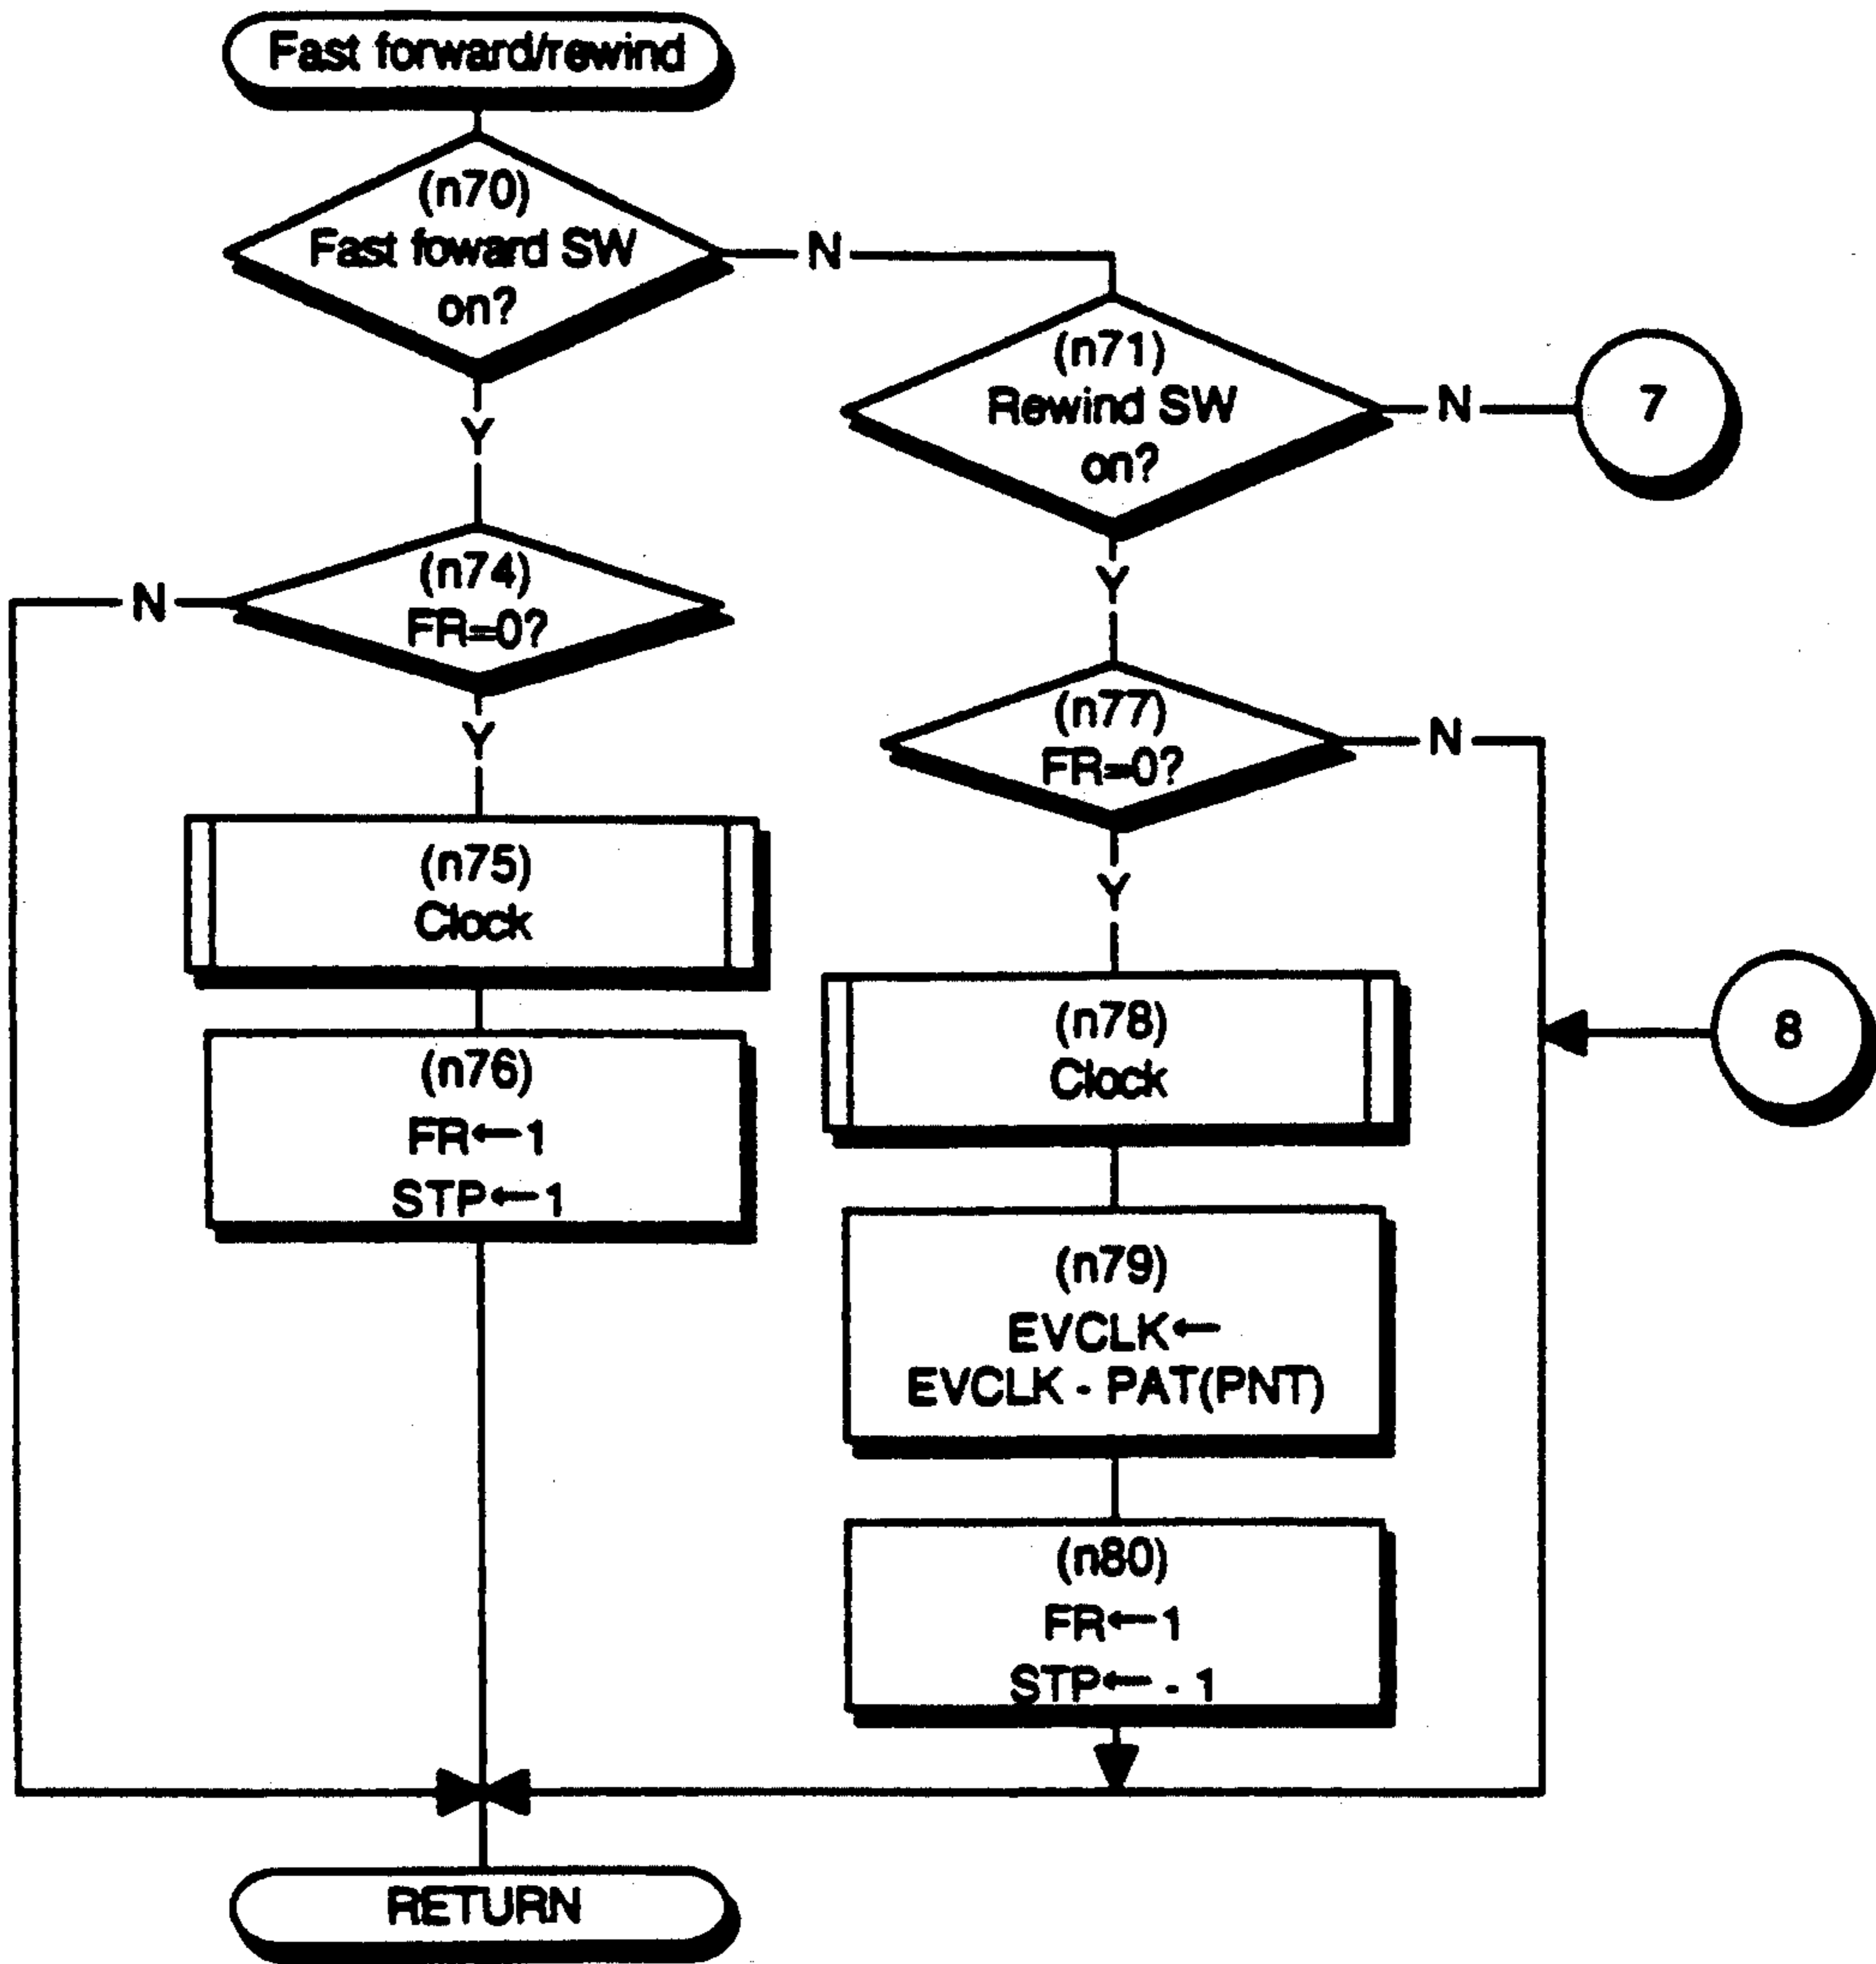 Fast forward/rewind
(n70)
Fast foward SW
on?
N
Y
(n71)
Rewind SW
on?
N
7
Y
(n74)
FR=0?
N
Y
(n77)
FR=0?
N
Y
(n75)
Clock
(n76)
FR←1
STP←1
(n78)
Clock
8
(n79)
EVCLK←
EVCLK - PAT(PNT)
(n80)
FR←1
STP← - 1
RETURN